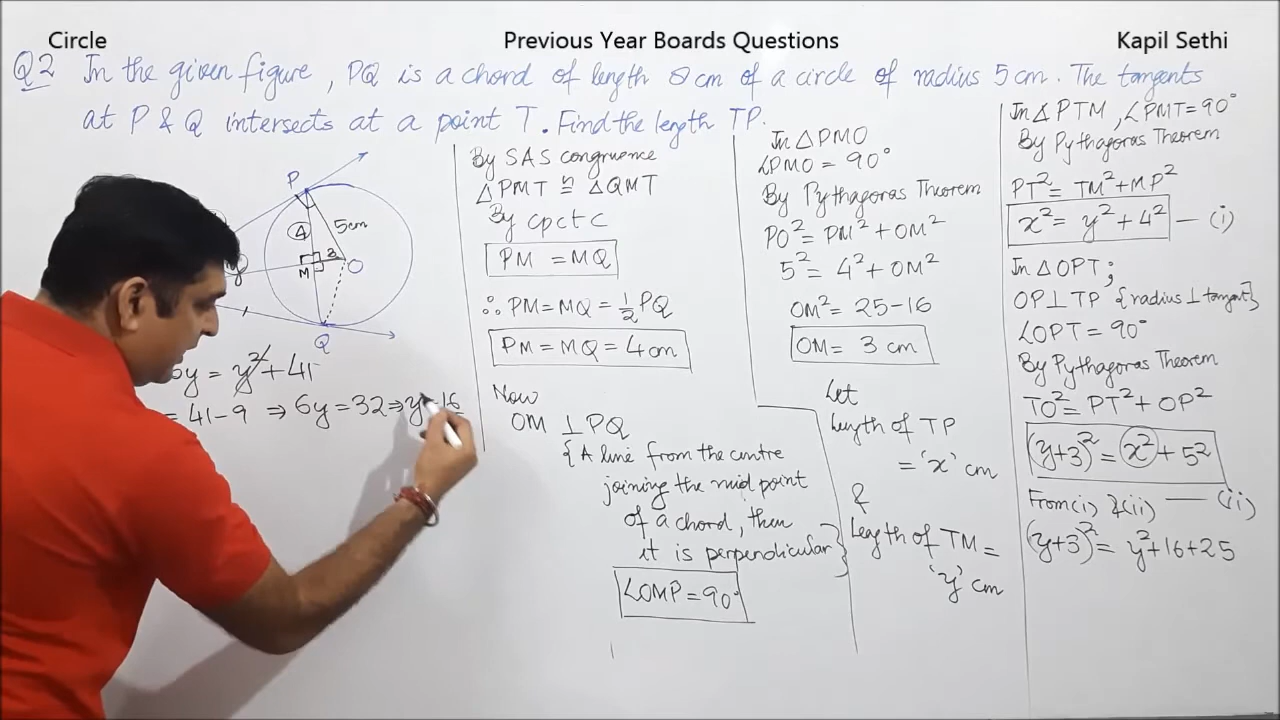 Circle
Previous Year Boards Questions
Kapil Sethi
Q2 In the given figure, PQ is a chord of length 8 cm of a circle of radius 5 cm. The tangents
at P & Q intersects at a point T. Find the length TP.
P
4
5cm
3
M
O
Q
y = y² + 41
= 41 - 9 ⇒ 6y = 32 ⇒ y = 16
By SAS congruence
△PMT ≅ △QMT
By cpctc
PM = MQ
∴ PM = MQ = 1/2 PQ
PM = MQ = 4 cm
Now
OM ⊥ PQ
{A line from the centre
joining the mid point
of a chord, then
it is perpendicular}
∠OMP = 90°
In △PMO
∠PMO = 90°
By Pythagoras Theorem
PO² = PM² + OM²
5² = 4² + OM²
OM² = 25 - 16
OM = 3 cm
Let
length of TP
= 'x' cm
&
Length of TM =
'y' cm
In △PTM, ∠PMT = 90°
By Pythagoras Theorem
PT² = TM² + MP²
x² = y² + 4² — (i)
In △OPT;
OP ⊥ TP {radius ⊥ tangent}
∠OPT = 90°
By Pythagoras Theorem
TO² = PT² + OP²
(y+3)² = x² + 5²
From (i) & (ii) — (ii)
(y+3)² = y² + 16 + 25